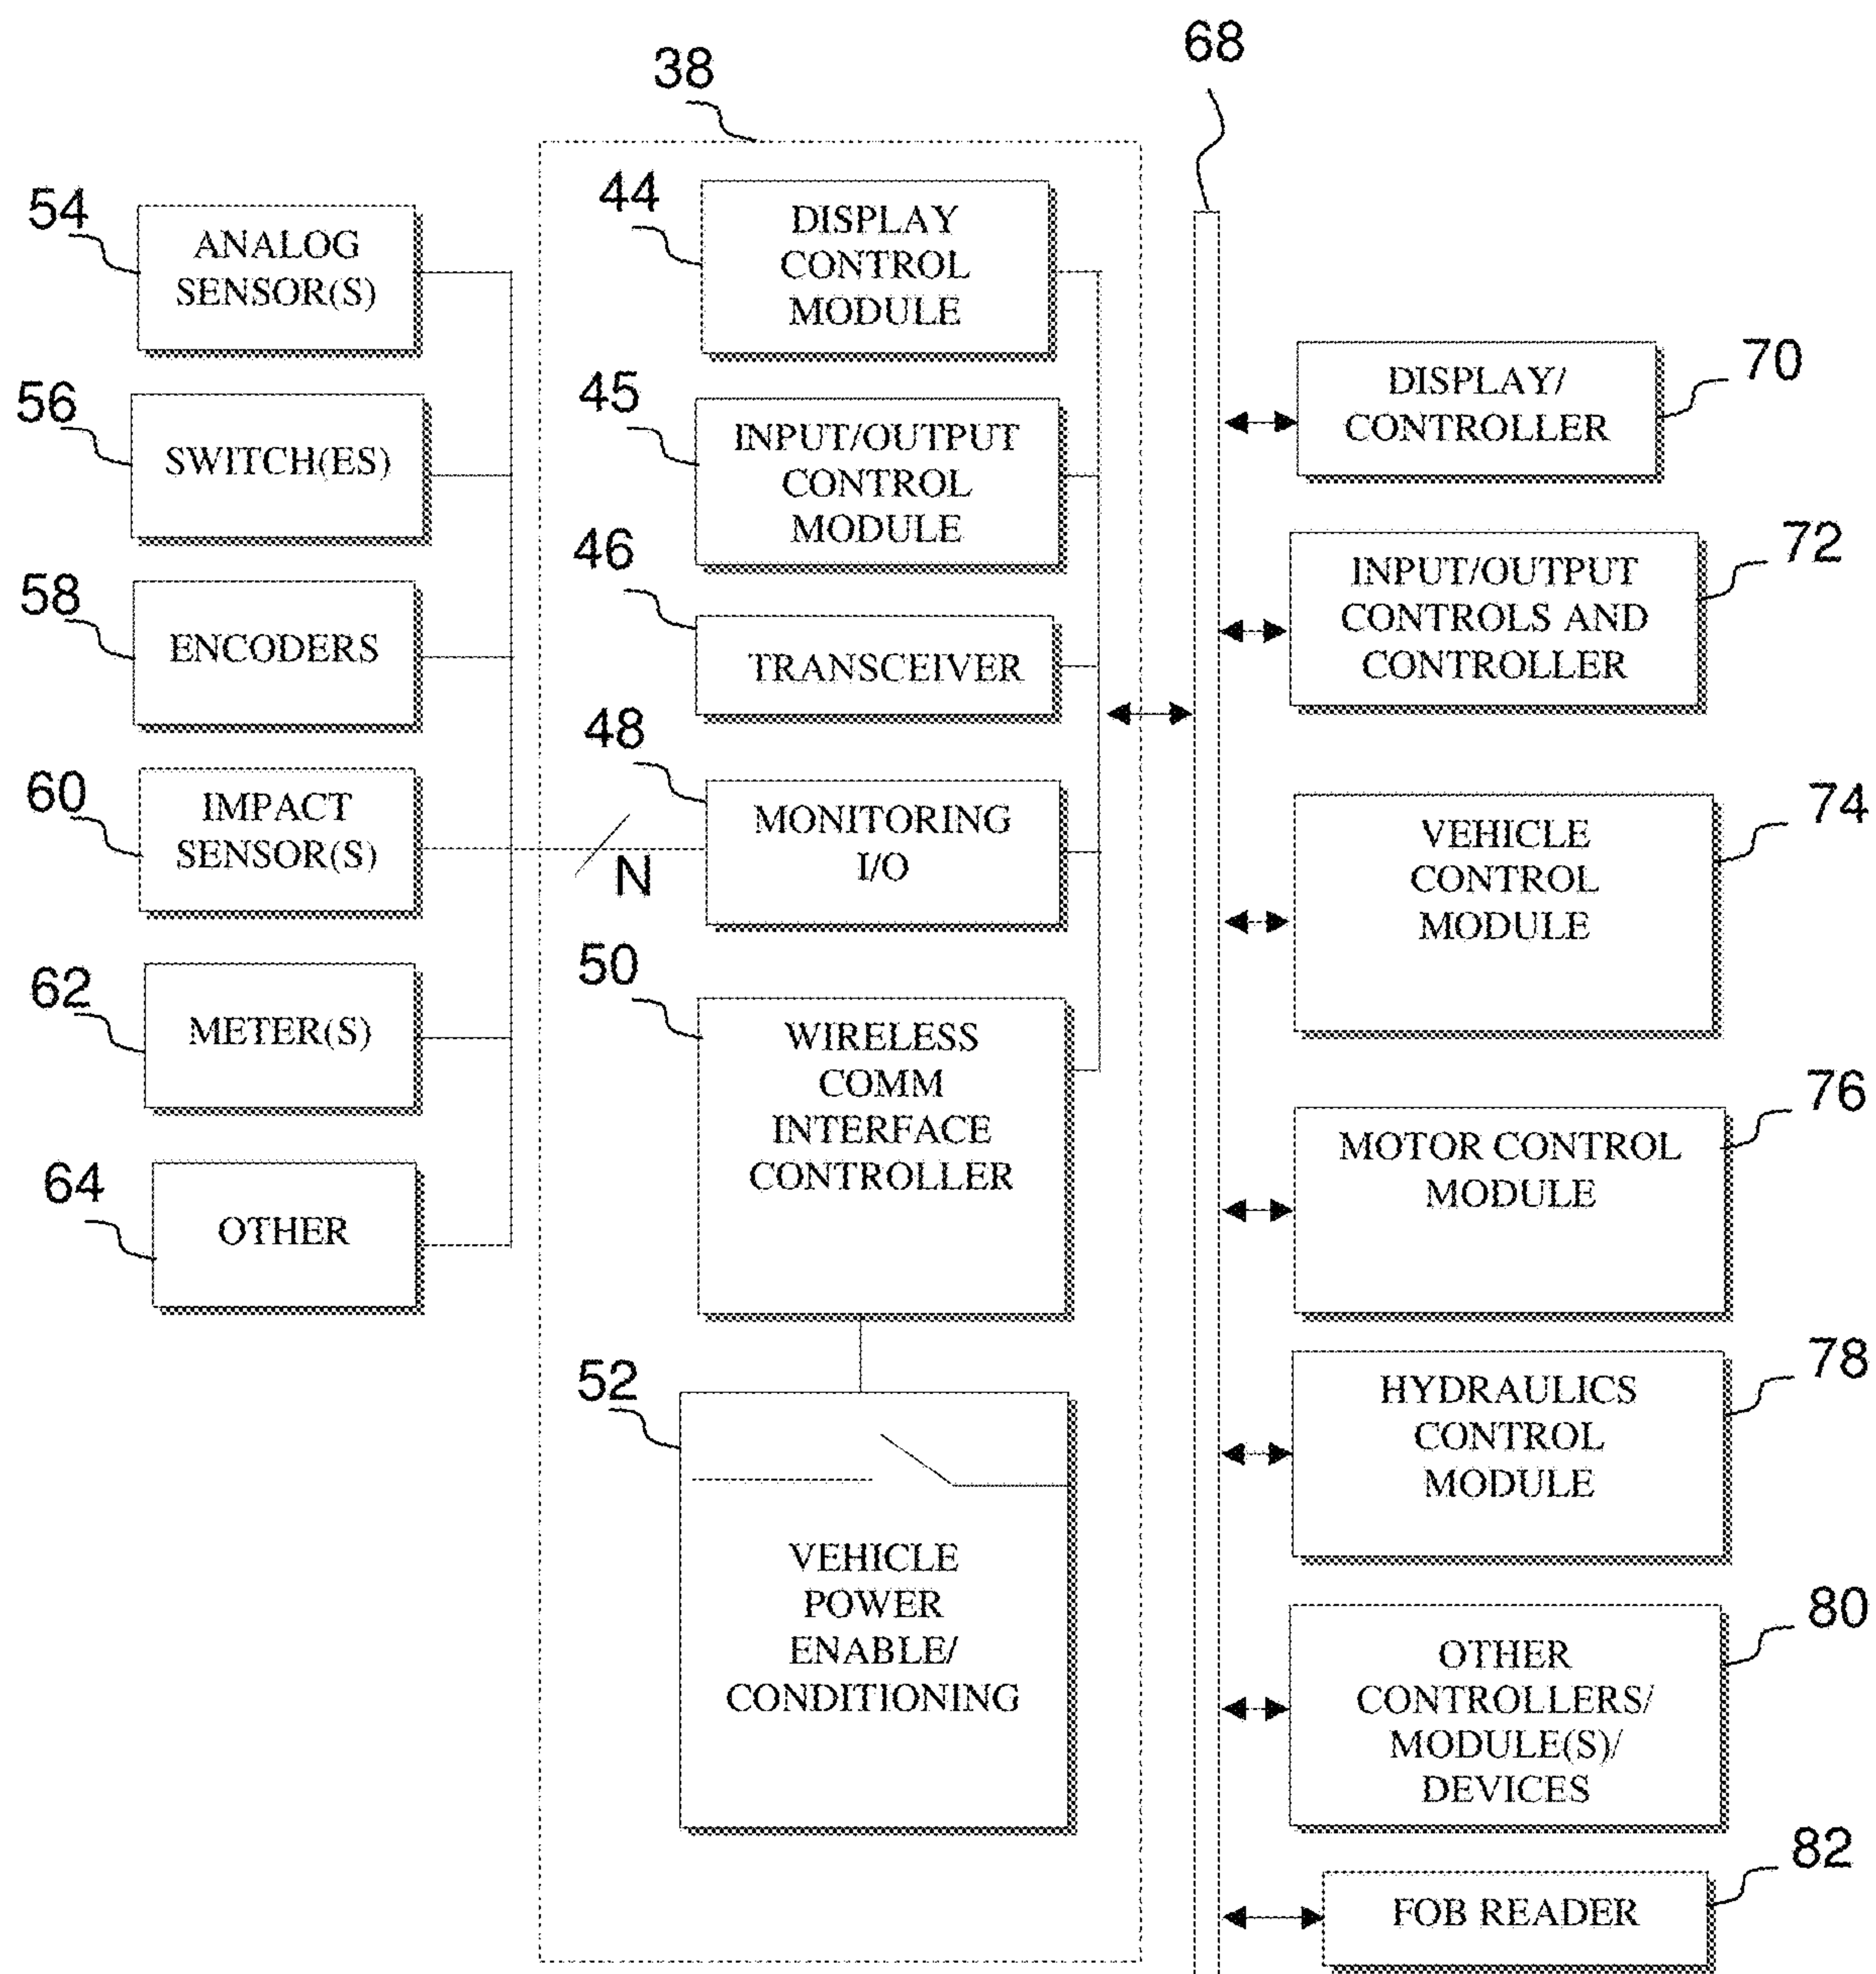 38
68
54
ANALOG
SENSOR(S)
56
SWITCH(ES)
58
ENCODERS
60
IMPACT
SENSOR(S)
62
METER(S)
64
OTHER
44
DISPLAY
CONTROL
MODULE
45
INPUT/OUTPUT
CONTROL
MODULE
46
TRANSCEIVER
48
MONITORING
I/O
N
50
WIRELESS
COMM
INTERFACE
CONTROLLER
52
VEHICLE
POWER
ENABLE/
CONDITIONING
70
DISPLAY/
CONTROLLER
72
INPUT/OUTPUT
CONTROLS AND
CONTROLLER
74
VEHICLE
CONTROL
MODULE
76
MOTOR CONTROL
MODULE
78
HYDRAULICS
CONTROL
MODULE
80
OTHER
CONTROLLERS/
MODULE(S)/
DEVICES
82
FOB READER